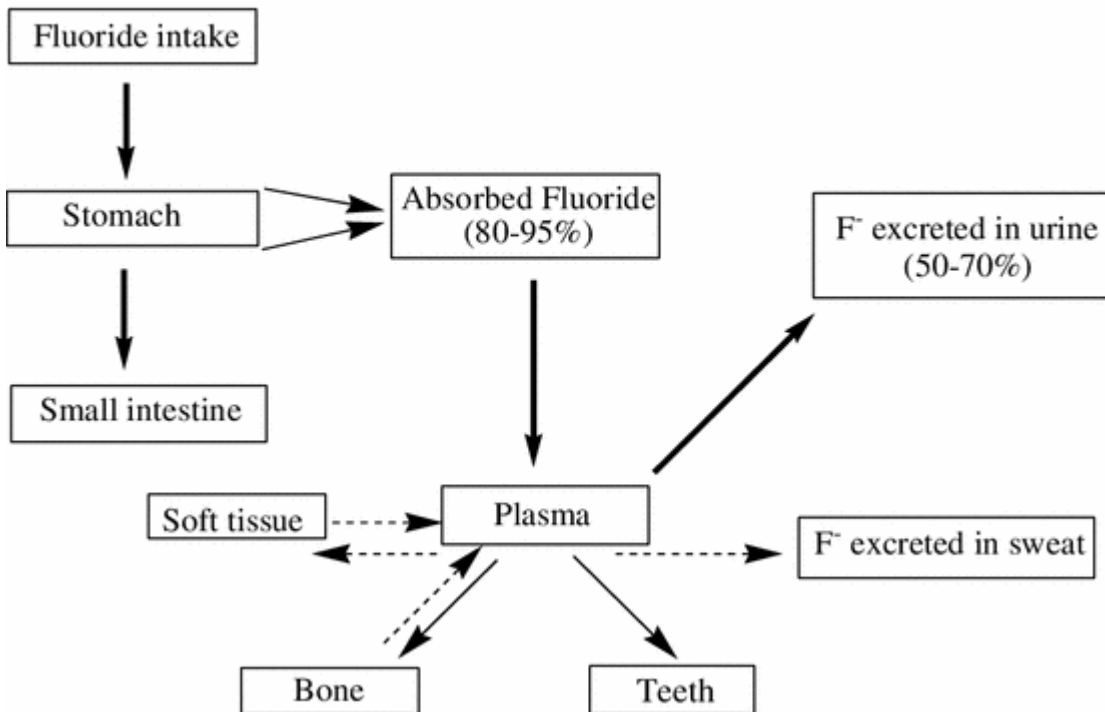 Fluoride intake
Stomach
Absorbed Fluoride
(80-95%)
F⁻ excreted in urine
(50-70%)
Small intestine
Soft tissue
Plasma
F⁻ excreted in sweat
Bone
Teeth